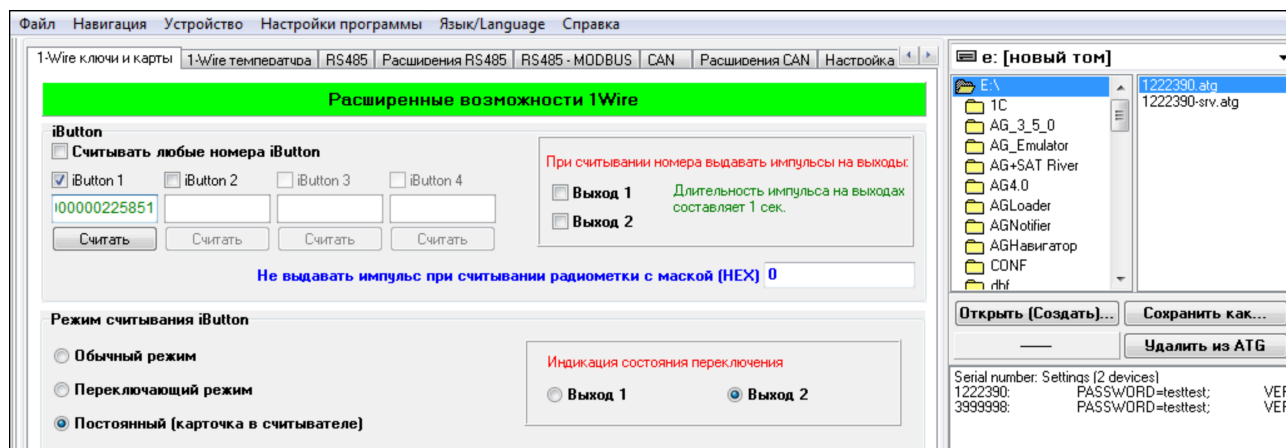 Файл Навигация Устройство Настройки программы Язык/Language Справка
1-Wire ключи и карты 1-Wire температура RS485 Расширения RS485 RS485 - MODBUS CAN Расширения CAN Настройка
Расширенные возможности 1Wire
iButton
Считывать любые номера iButton
iButton 1 iButton 2 iButton 3 iButton 4
00000225851
Считать Считать Считать Считать
При считывании номера выдавать импульсы на выходы:
Выход 1
Выход 2
Длительность импульса на выходах
составляет 1 сек.
Не выдавать импульс при считывании радиометки с маской (HEX) 0
Режим считывания iButton
Обычный режим
Переключающий режим
Постоянный (карточка в считывателе)
Индикация состояния переключения
Выход 1 Выход 2
e: [новый том]
E:\
1C
AG_3_5_0
AG_Emulator
AG+SAT River
AG4.0
AGLoader
AGNotifier
AGНавигатор
CONF
dbf
1222390.atg
1222390-srv.atg
Открыть (Создать)... Сохранить как...
Удалить из ATG
Serial number: Settings (2 devices)
1222390: PASSWORD=testtest; VER
3999998: PASSWORD=testtest; VER